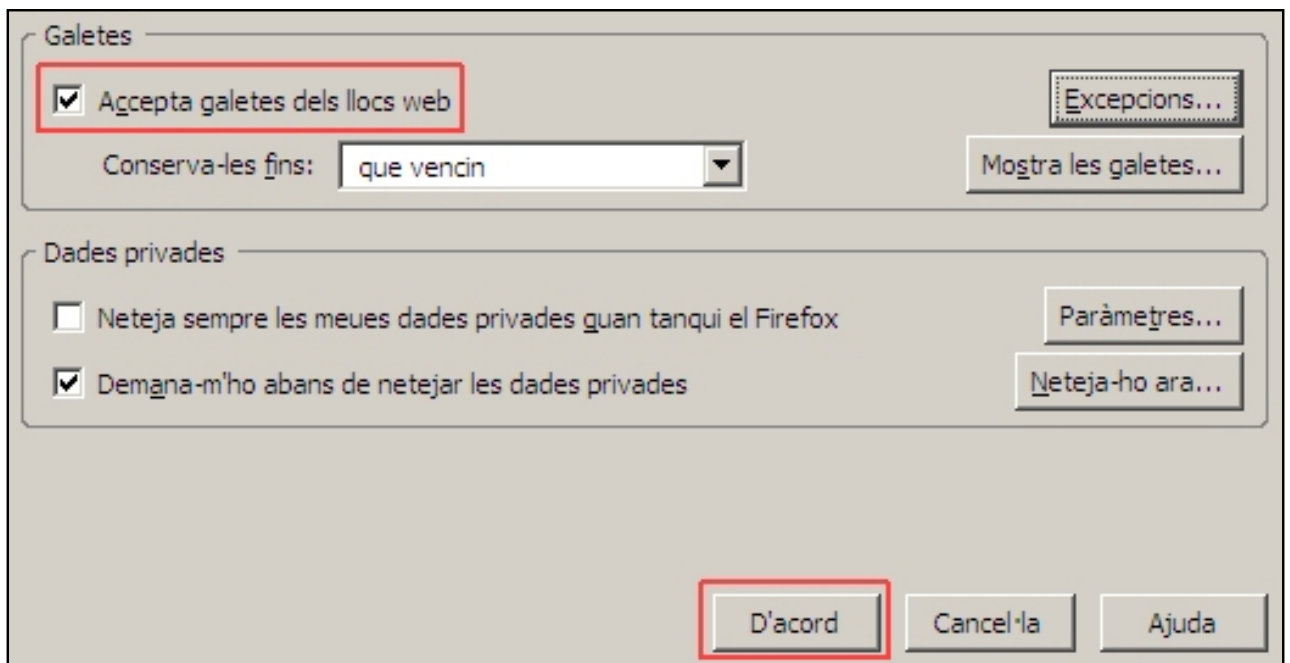 Galetes
Accepta galetes dels llocs web
Excepcions...
Conserva-les fins: que vencin
Mostra les galetes...
Dades privades
Neteja sempre les meues dades privades quan tanqui el Firefox
Paràmetres...
Demana-m'ho abans de netejar les dades privades
Neteja-ho ara...
D'acord Cancel·la Ajuda